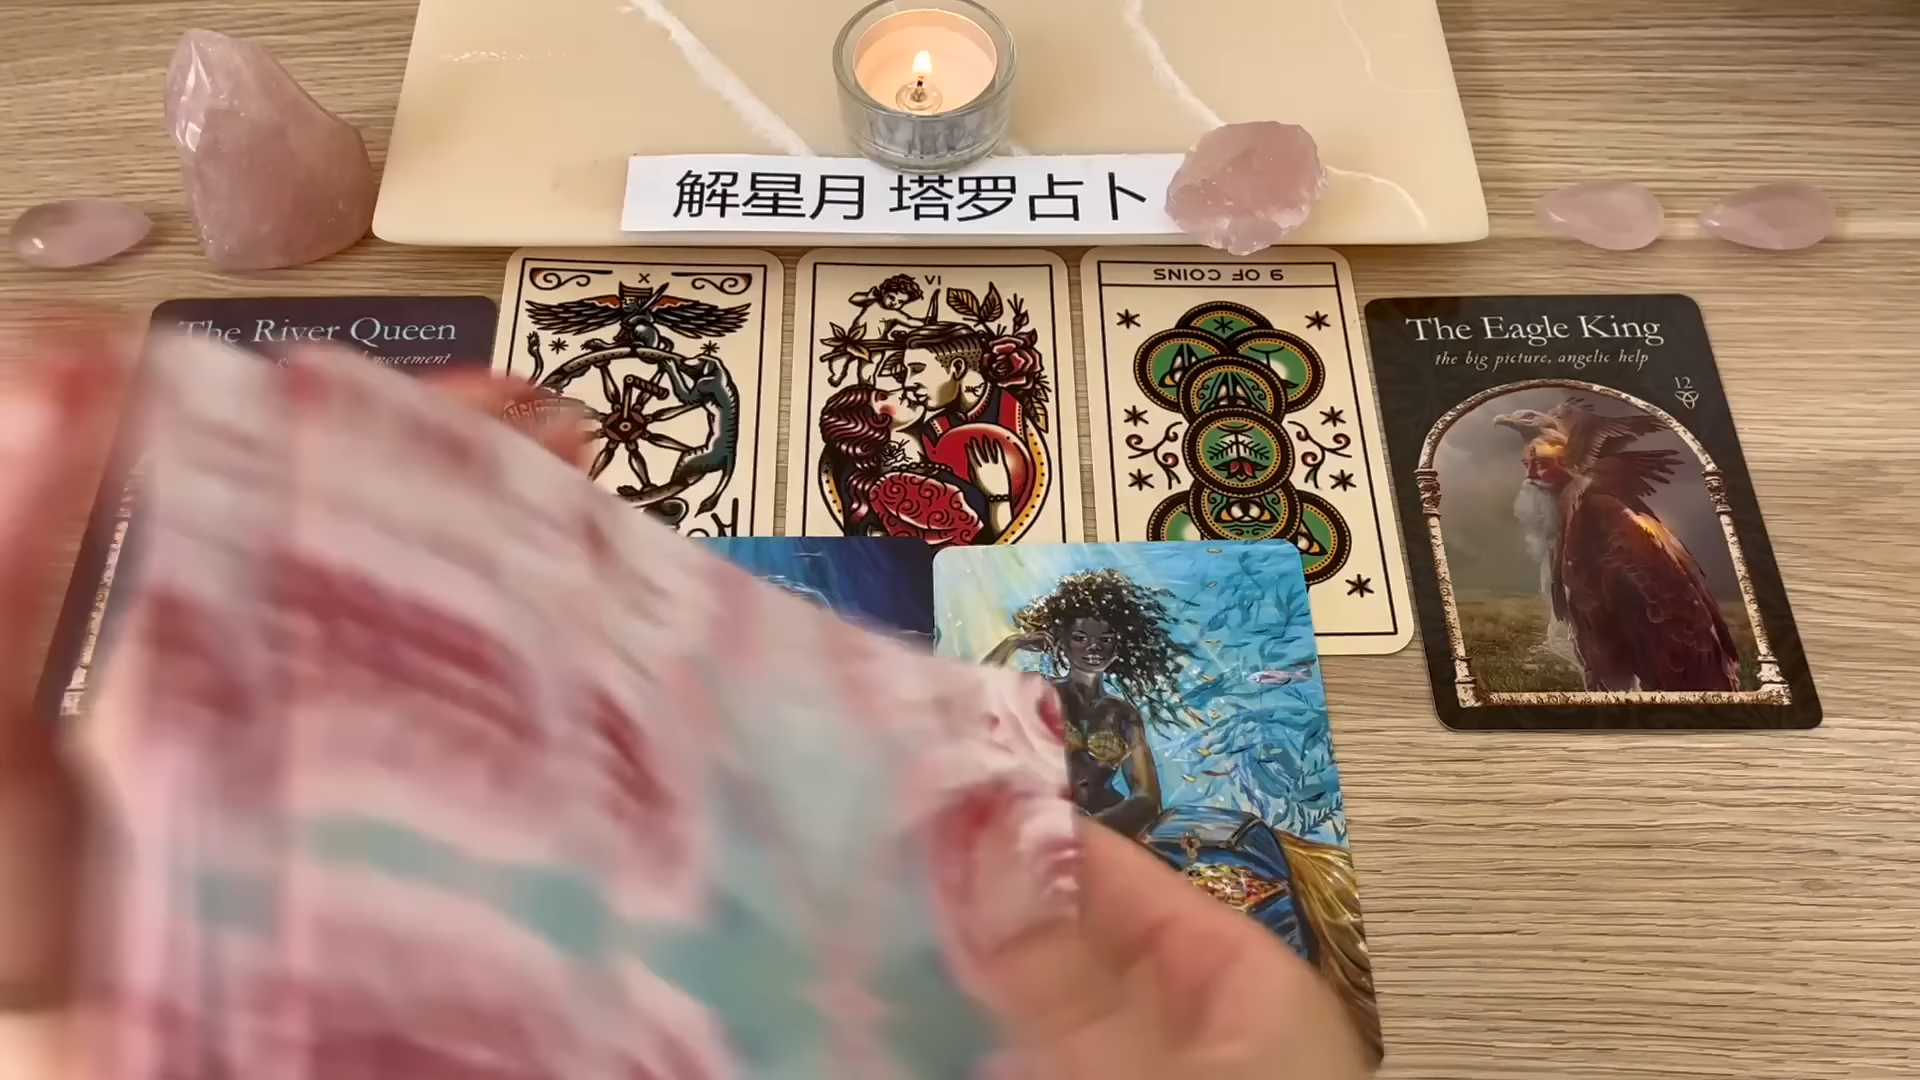 解星月 塔罗占卜
X
VI
9 OF COINS
The River Queen
movement
The Eagle King
the big picture, angelic help
12